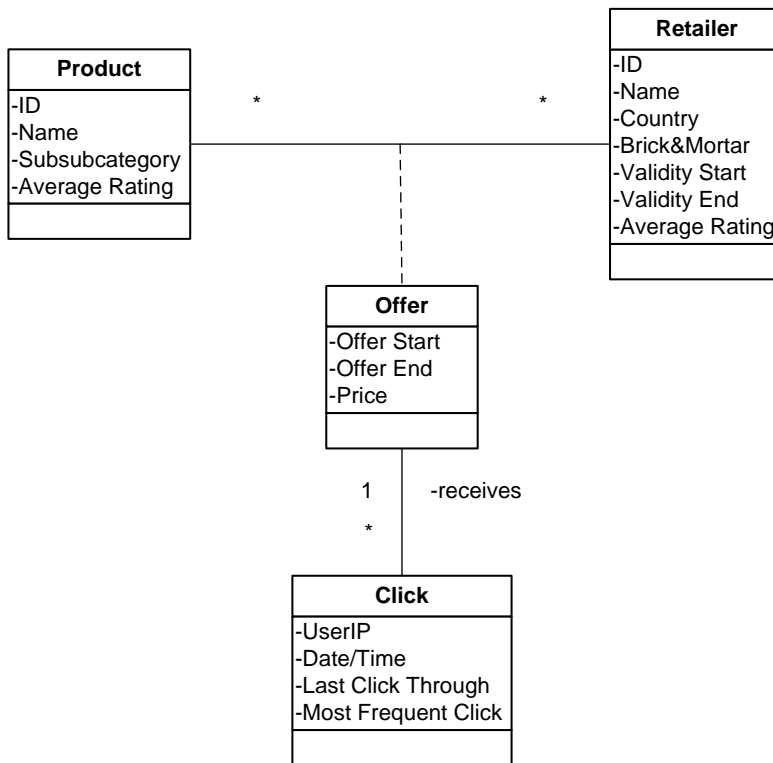 Product
-ID
-Name
-Subsubcategory
-Average Rating
*
*
Retailer
-ID
-Name
-Country
-Brick&Mortar
-Validity Start
-Validity End
-Average Rating
Offer
-Offer Start
-Offer End
-Price
1
-receives
*
Click
-UserIP
-Date/Time
-Last Click Through
-Most Frequent Click